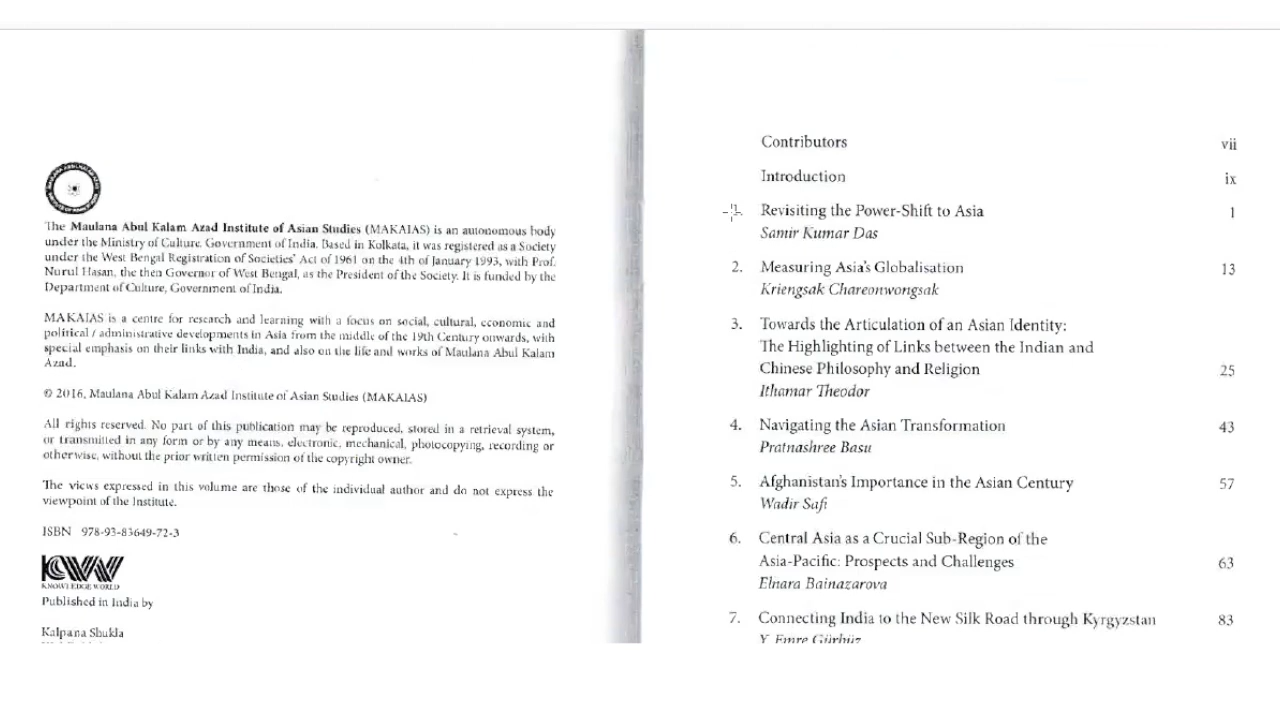 The Maulana Abul Kalam Azad Institute of Asian Studies (MAKAIAS) is an autonomous body
under the Ministry of Culture, Government of India. Based in Kolkata, it was registered as a Society
under the West Bengal Registration of Societies' Act of 1961 on the 4th of January 1993, with Prof.
Nurul Hasan, the then Governor of West Bengal, as the President of the Society. It is funded by the
Department of Culture, Government of India.
MAKAIAS is a centre for research and learning with a focus on social, cultural, economic and
political / administrative developments in Asia from the middle of the 19th Century onwards, with
special emphasis on their links with India, and also on the life and works of Maulana Abul Kalam
Azad.
© 2016, Maulana Abul Kalam Azad Institute of Asian Studies (MAKAIAS)
All rights reserved. No part of this publication may be reproduced, stored in a retrieval system,
or transmitted in any form or by any means, electronic, mechanical, photocopying, recording or
otherwise, without the prior written permission of the copyright owner.
The views expressed in this volume are those of the individual author and do not express the
viewpoint of the Institute.
ISBN 978-93-83649-72-3
KW
KNOWLEDGE WORLD
Published in India by
Kalpana Shukla
Contributors vii
Introduction ix
1. Revisiting the Power-Shift to Asia 1
Samir Kumar Das
2. Measuring Asia's Globalisation 13
Kriengsak Chareonwongsak
3. Towards the Articulation of an Asian Identity:
The Highlighting of Links between the Indian and
Chinese Philosophy and Religion 25
Ithamar Theodor
4. Navigating the Asian Transformation 43
Pratnashree Basu
5. Afghanistan's Importance in the Asian Century 57
Wadir Safi
6. Central Asia as a Crucial Sub-Region of the
Asia-Pacific: Prospects and Challenges 63
Elnara Bainazarova
7. Connecting India to the New Silk Road through Kyrgyzstan 83
Y. Emre Gürbüz